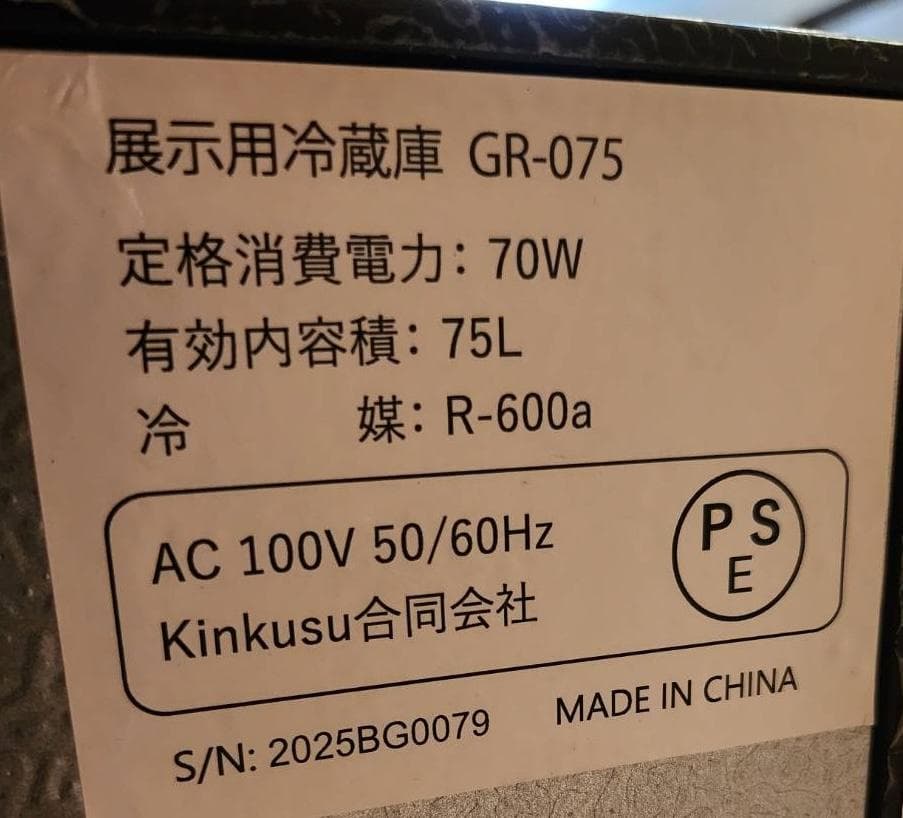 展示用冷蔵庫 GR-075
定格消費電力：70W
有効内容積：75L
冷　　　媒：R-600a
AC 100V 50/60Hz
Kinkusu合同会社
PS
E
S/N: 2025BG0079
MADE IN CHINA